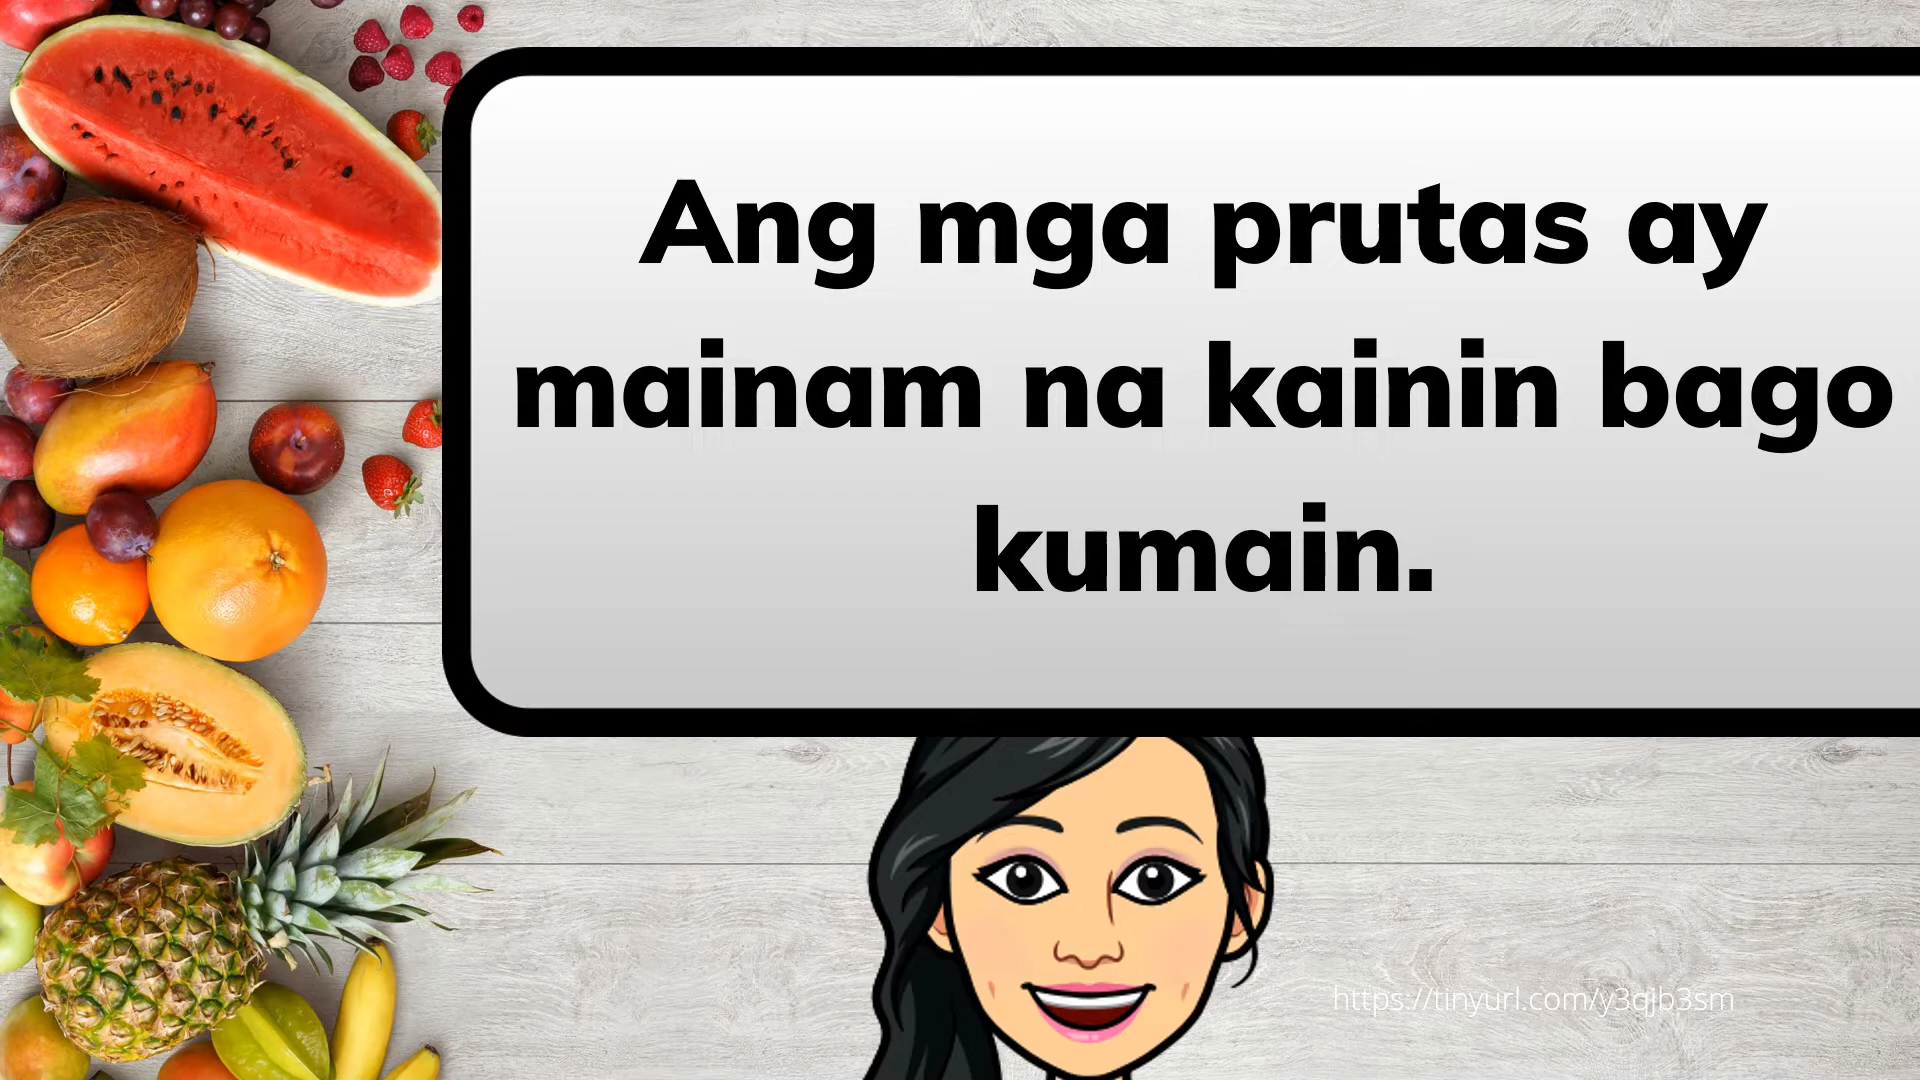 Ang mga prutas ay
mainam na kainin bago
kumain.
https://tinyurl.com/y3qjb3sm